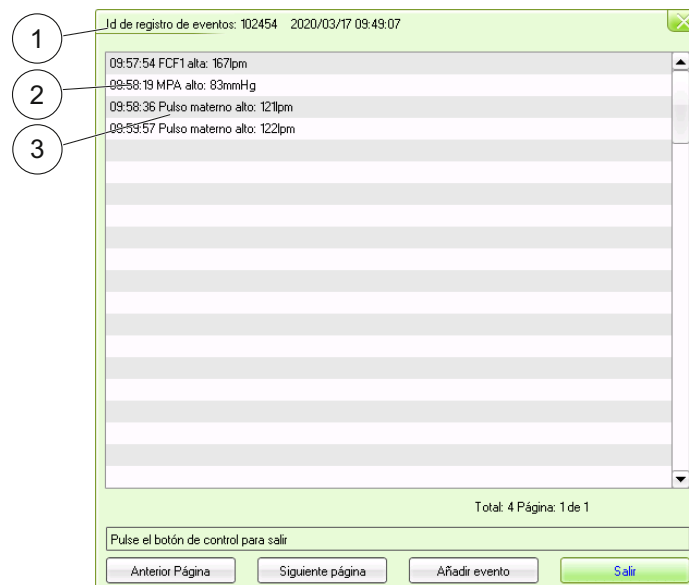 1
Id de registro de eventos: 102454 2020/03/17 09:49:07
09:57:54 FCF1 alta: 167lpm
2
09:58:19 MPA alto: 83mmHg
09:58:36 Pulso materno alto: 121lpm
3
09:59:57 Pulso materno alto: 122lpm
Total: 4 Página: 1 de 1
Pulse el botón de control para salir
Anterior Página Siguiente página Añadir evento Salir